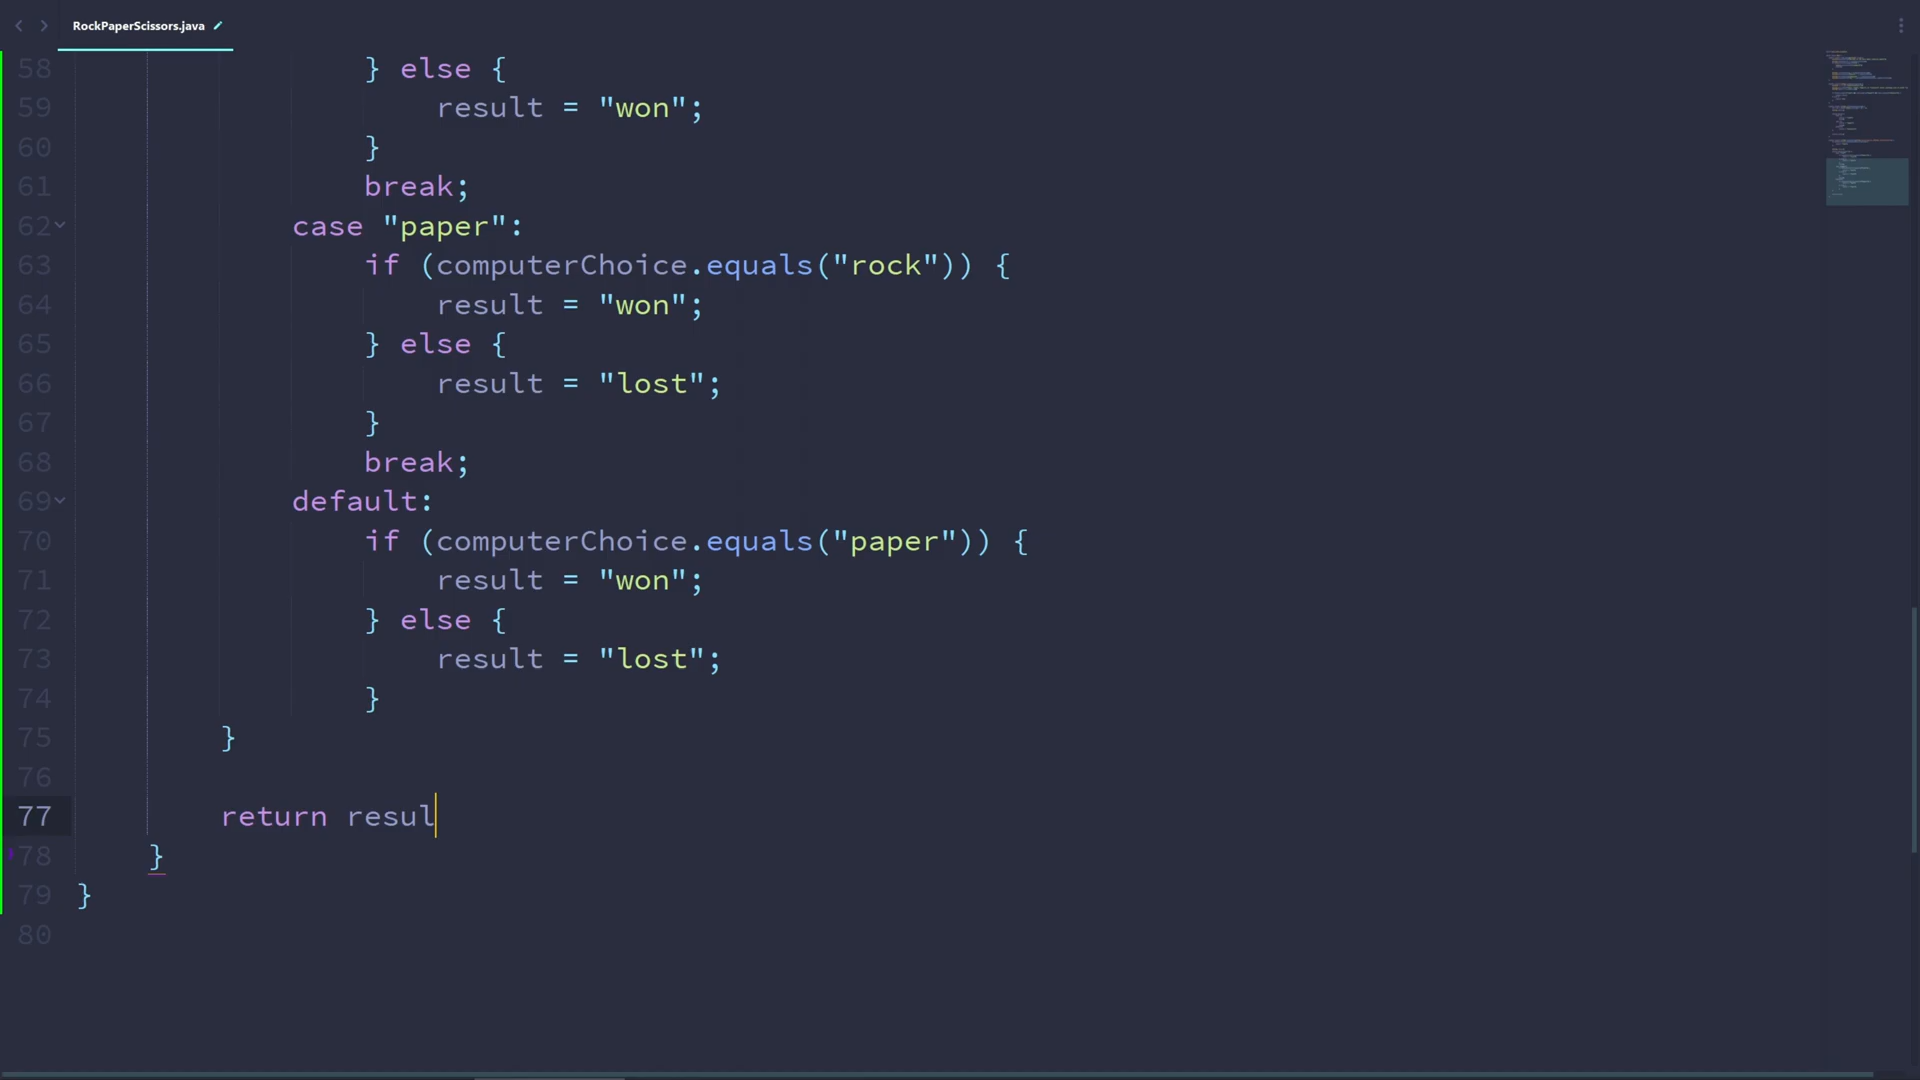 RockPaperScissors.java
58 } else {
59 result = "won";
60 }
61 break;
62 case "paper":
63 if (computerChoice.equals("rock")) {
64 result = "won";
65 } else {
66 result = "lost";
67 }
68 break;
69 default:
70 if (computerChoice.equals("paper")) {
71 result = "won";
72 } else {
73 result = "lost";
74 }
75 }
76
77 return resul
78 }
79 }
80